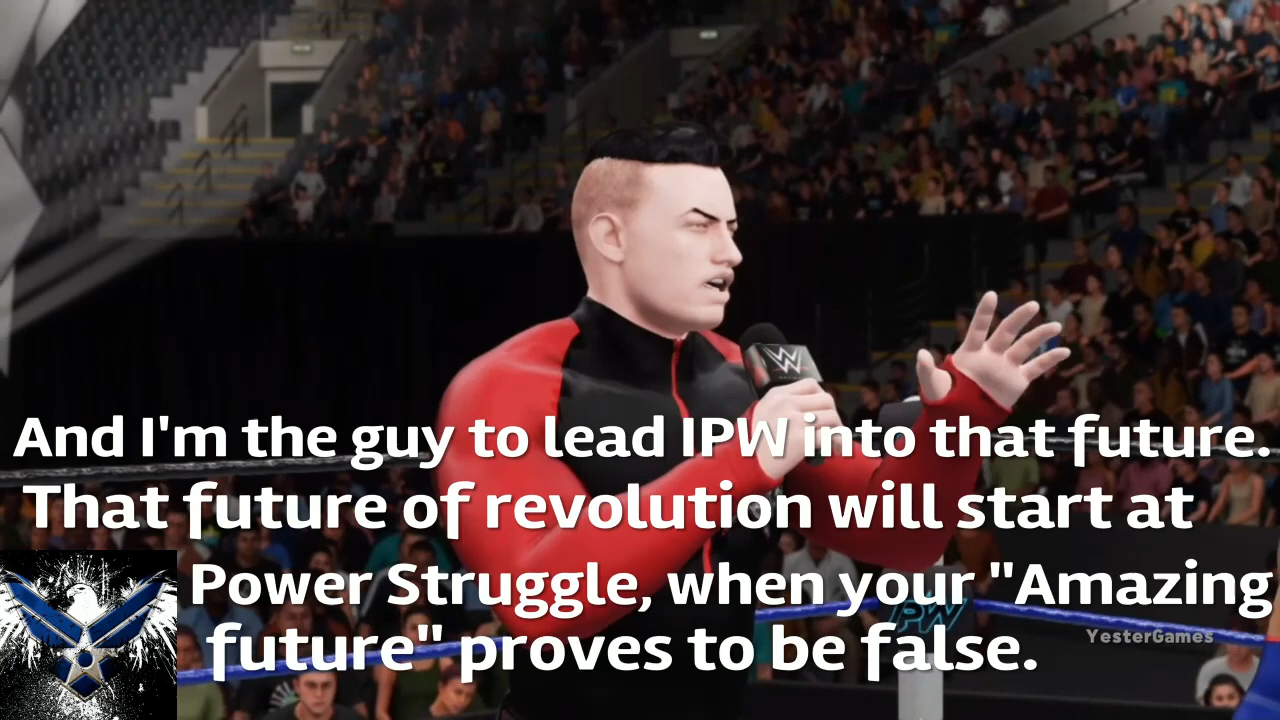 W
And I'm the guy to lead IPW into that future.
That future of revolution will start at
Power Struggle, when your "Amazing
future" proves to be false.
IPW
YesterGames